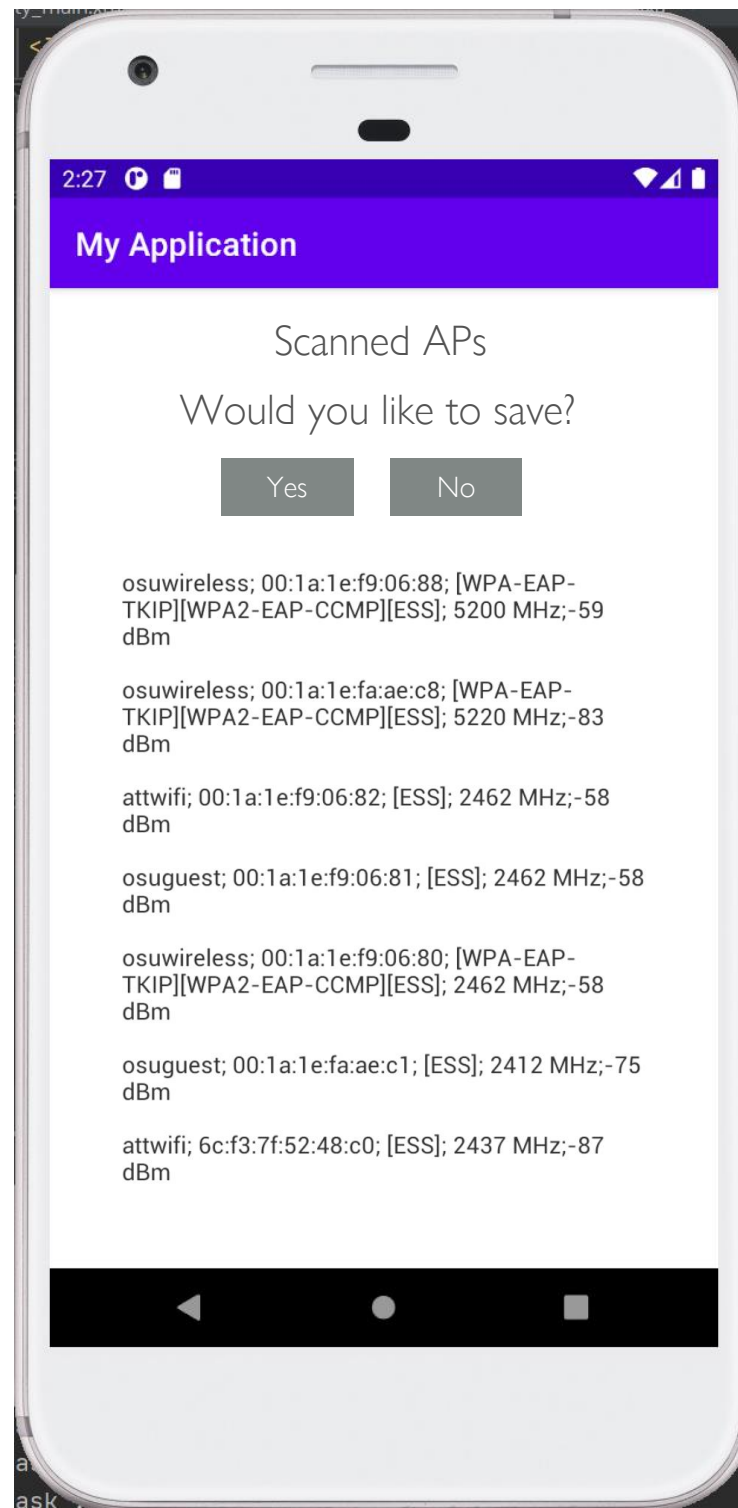 2:27
My Application
Scanned APs
Would you like to save?
Yes No
osuwireless; 00:1a:1e:f9:06:88; [WPA-EAP-
TKIP][WPA2-EAP-CCMP][ESS]; 5200 MHz;-59
dBm
osuwireless; 00:1a:1e:fa:ae:c8; [WPA-EAP-
TKIP][WPA2-EAP-CCMP][ESS]; 5220 MHz;-83
dBm
attwifi; 00:1a:1e:f9:06:82; [ESS]; 2462 MHz;-58
dBm
osuguest; 00:1a:1e:f9:06:81; [ESS]; 2462 MHz;-58
dBm
osuwireless; 00:1a:1e:f9:06:80; [WPA-EAP-
TKIP][WPA2-EAP-CCMP][ESS]; 2462 MHz;-58
dBm
osuguest; 00:1a:1e:fa:ae:c1; [ESS]; 2412 MHz;-75
dBm
attwifi; 6c:f3:7f:52:48:c0; [ESS]; 2437 MHz;-87
dBm
ask